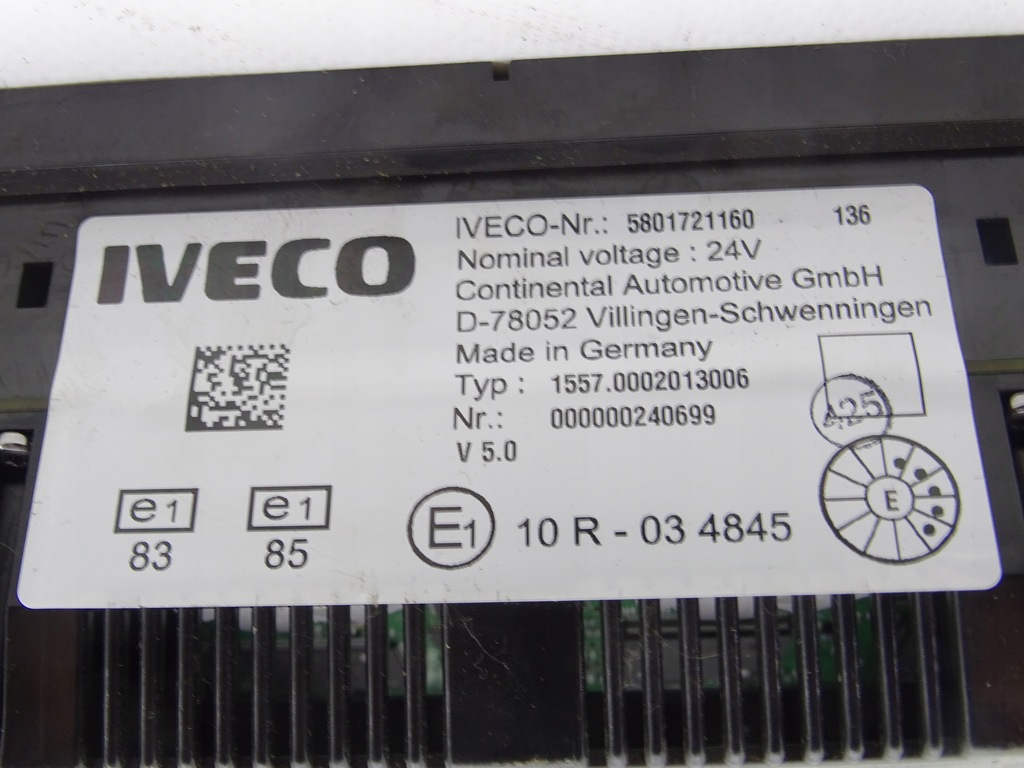 IVECO
IVECO-Nr.: 5801721160 136
Nominal voltage : 24V
Continental Automotive GmbH
D-78052 Villingen-Schwenningen
Made in Germany
Typ : 1557.0002013006
Nr.: 000000240699
V 5.0
A25
E
e1
83
e1
85
E1 10 R - 03 4845